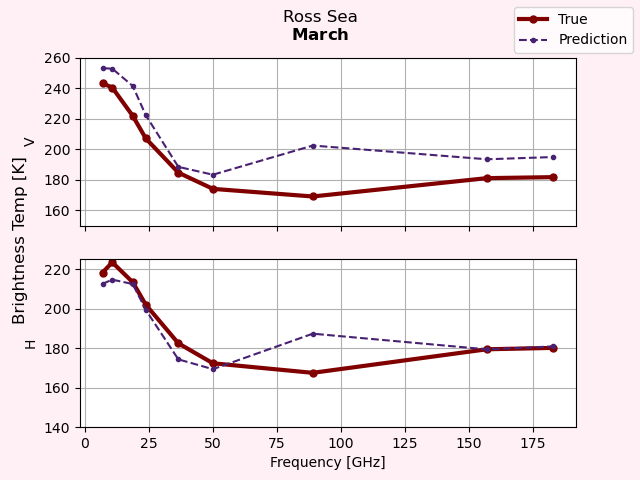 Ross Sea
March
True
Prediction
Brightness Temp [K]
V
260
240
220
200
180
160
H
220
200
180
160
140
0 25 50 75 100 125 150 175
Frequency [GHz]